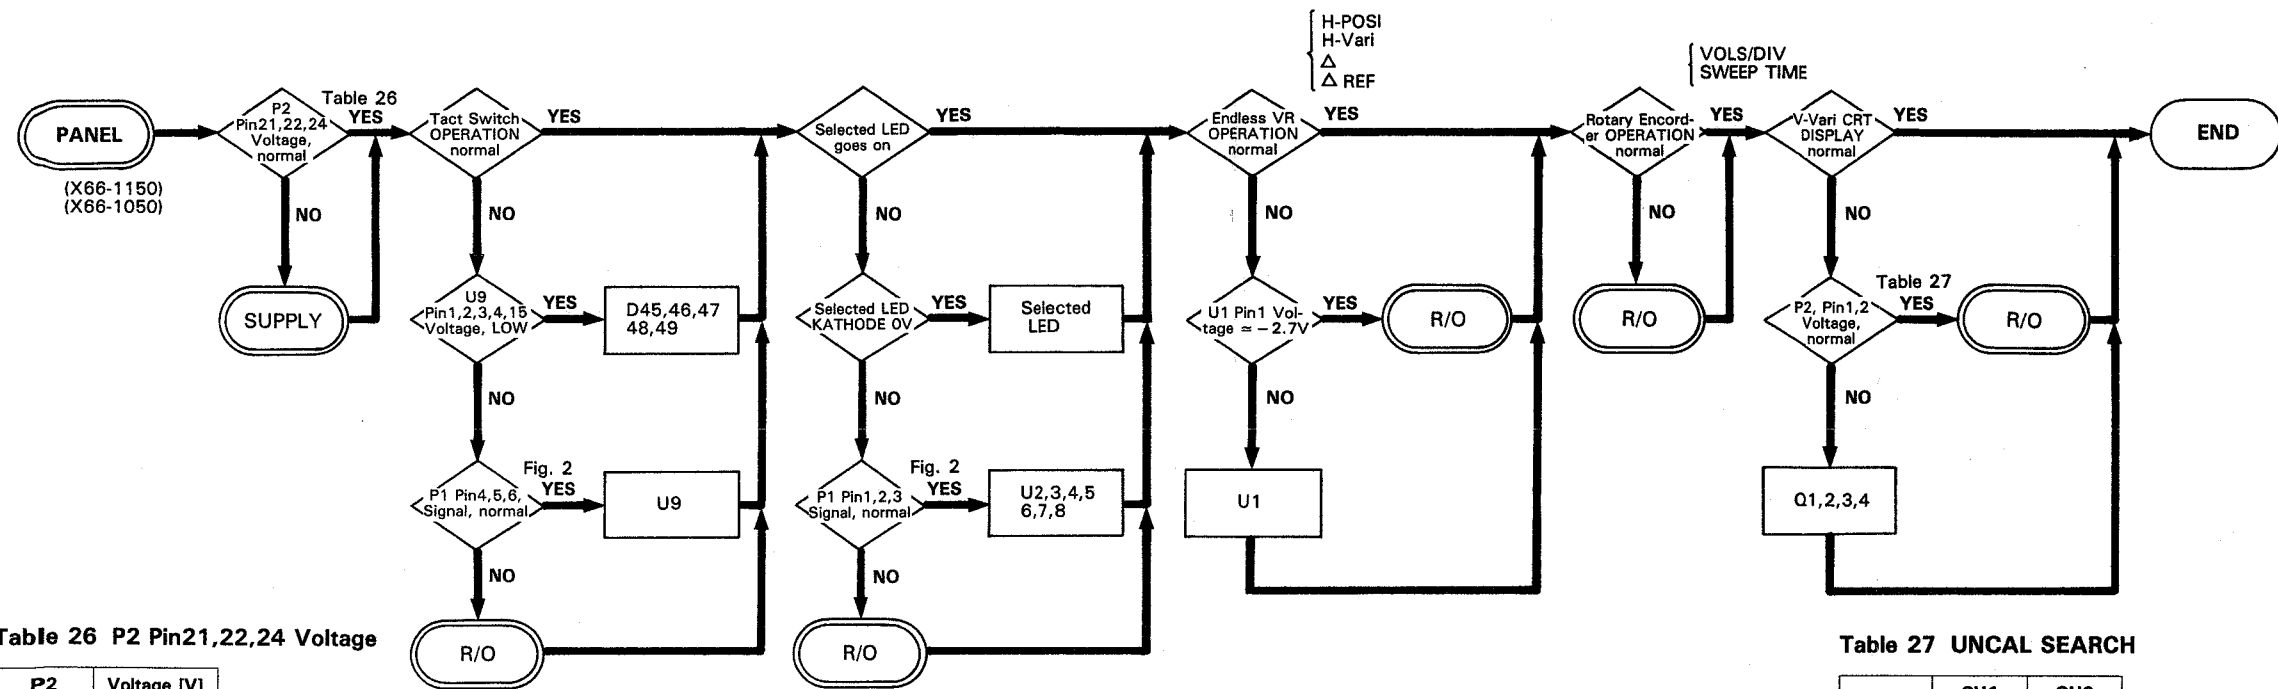 H-POSI
H-Vari
△
△ REF
VOLS/DIV
SWEEP TIME
PANEL
(X66-1150)
(X66-1050)
P2
Pin21,22,24
Voltage,
normal
Table 26
YES
NO
SUPPLY
Tact Switch
OPERATION
normal
YES
NO
U9
Pin1,2,3,4,15
Voltage, LOW
YES
D45,46,47
48,49
NO
P1 Pin4,5,6,
Signal, normal
Fig. 2
YES
U9
NO
R/O
Selected LED
goes on
YES
NO
Selected LED
KATHODE 0V
YES
Selected
LED
NO
P1 Pin1,2,3
Signal, normal
Fig. 2
YES
U2,3,4,5
6,7,8
NO
R/O
Endless VR
OPERATION
normal
YES
NO
U1 Pin1 Vol-
tage ≃ −2.7V
YES
R/O
NO
U1
Rotary Encord-
er OPERATION
normal
YES
NO
R/O
V-Vari CRT
DISPLAY
normal
YES
NO
P2, Pin1,2
Voltage,
normal
Table 27
YES
R/O
NO
Q1,2,3,4
END
Table 26 P2 Pin21,22,24 Voltage
P2
Voltage [V]
Table 27 UNCAL SEARCH